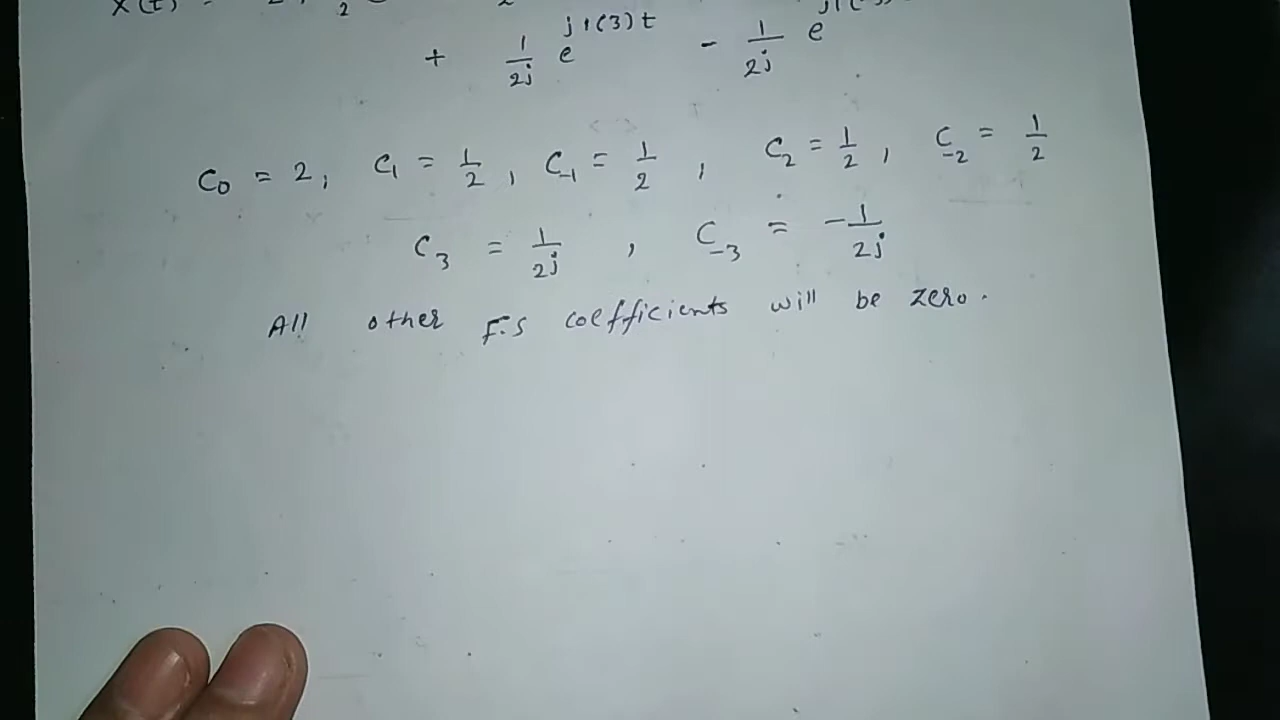 x(t)
+ 1/2j e^{j1(3)t} - 1/2j e
C₀ = 2, C₁ = 1/2, C₋₁ = 1/2, C₂ = 1/2, C₋₂ = 1/2
C₃ = 1/2j, C₋₃ = -1/2j
All other F.S coefficients will be zero.